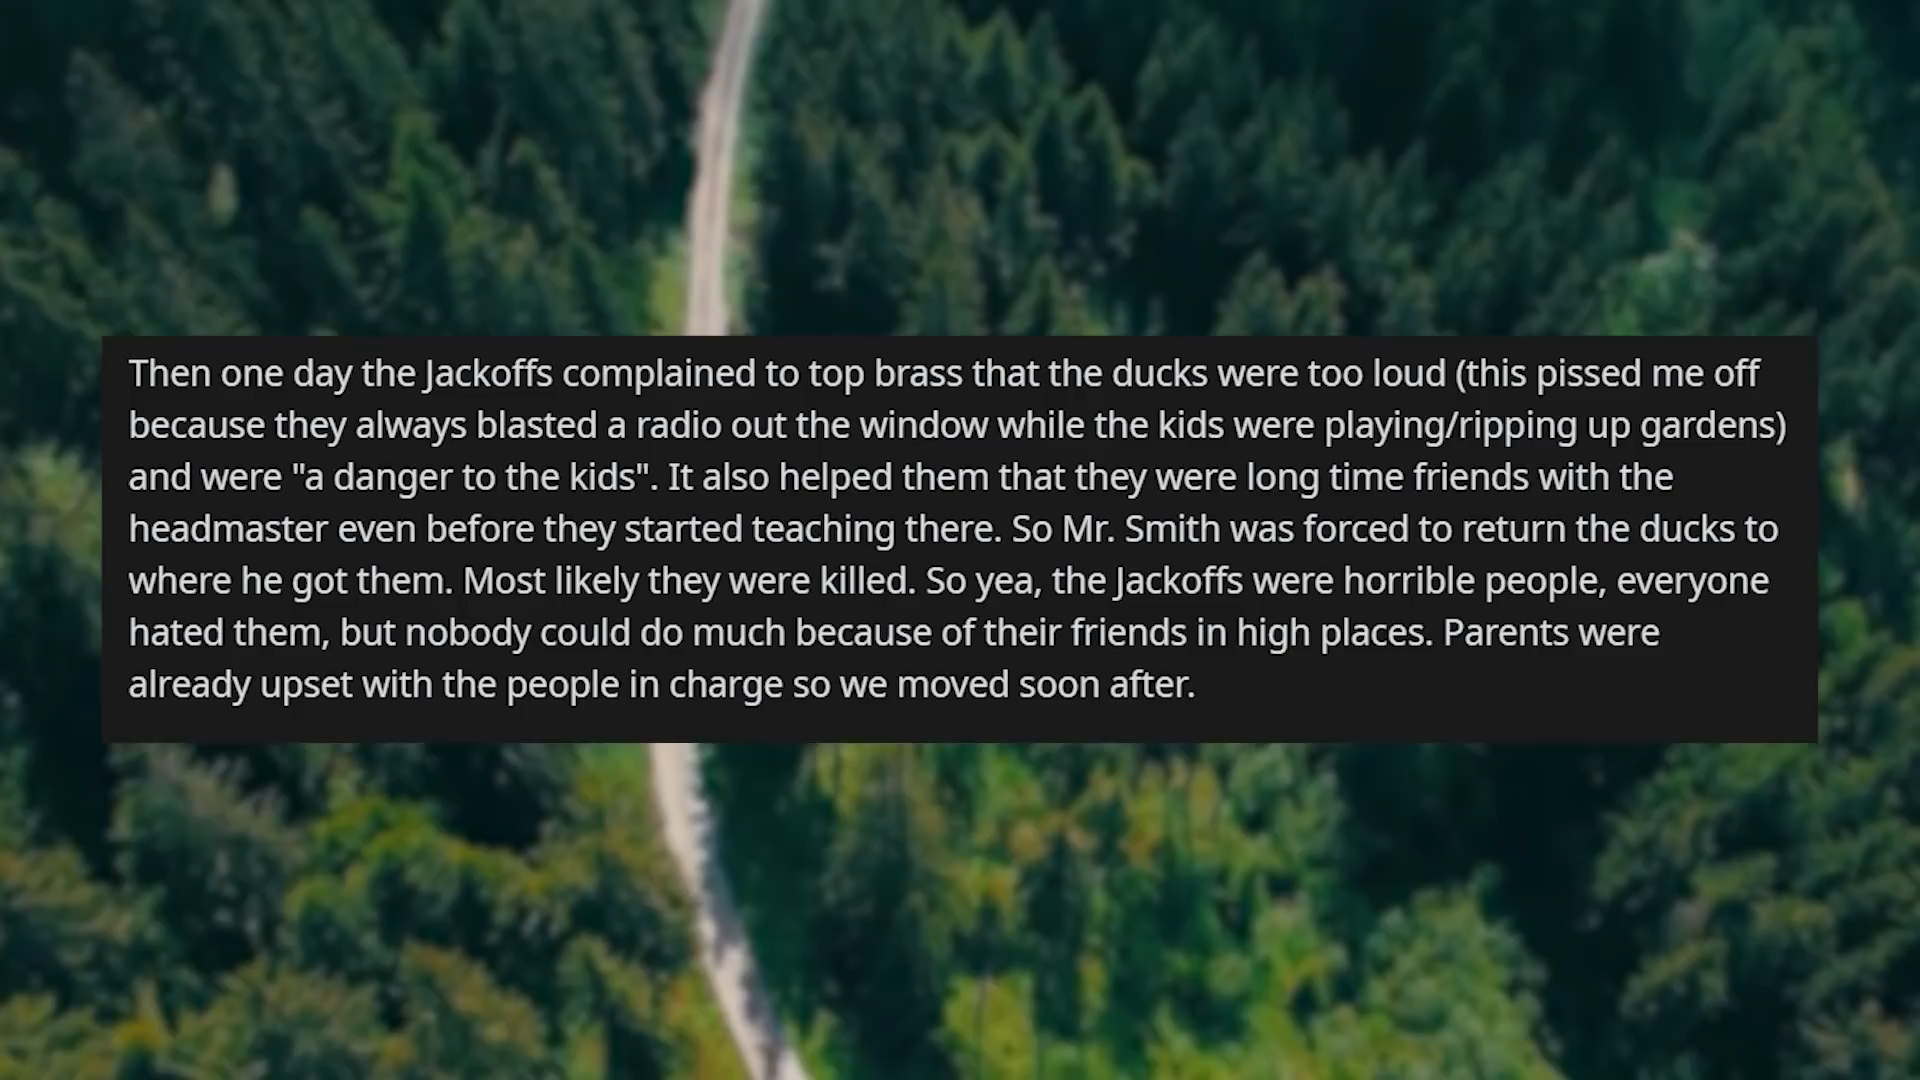 Then one day the Jackoffs complained to top brass that the ducks were too loud (this pissed me off
because they always blasted a radio out the window while the kids were playing/ripping up gardens)
and were "a danger to the kids". It also helped them that they were long time friends with the
headmaster even before they started teaching there. So Mr. Smith was forced to return the ducks to
where he got them. Most likely they were killed. So yea, the Jackoffs were horrible people, everyone
hated them, but nobody could do much because of their friends in high places. Parents were
already upset with the people in charge so we moved soon after.